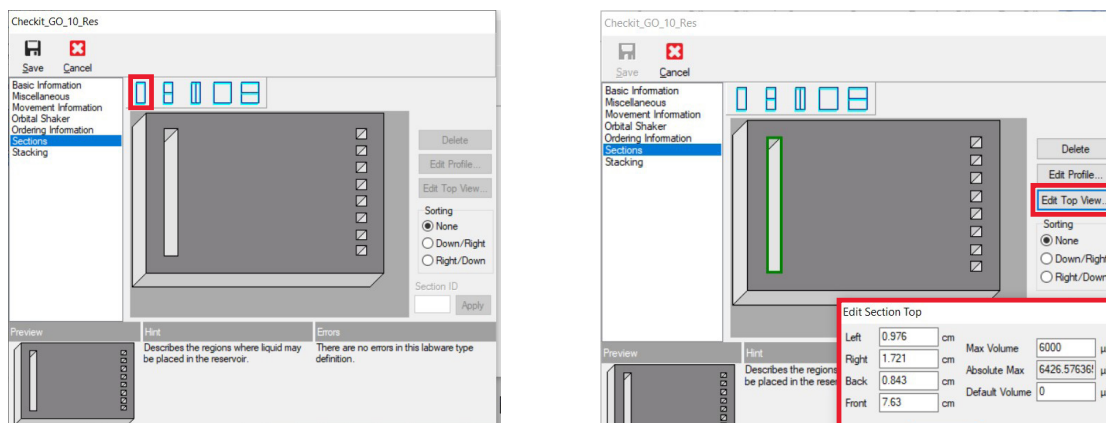 Checkit_GO_10_Res
Save Cancel
Basic Information
Miscellaneous
Movement Information
Orbital Shaker
Ordering Information
Sections
Stacking
Delete
Edit Profile...
Edit Top View...
Sorting
None
Down/Right
Right/Down
Section ID
Apply
Preview
Hint
Errors
Describes the regions where liquid may
be placed in the reservoir.
There are no errors in this labware type
definition.
Checkit_GO_10_Res
Save Cancel
Basic Information
Miscellaneous
Movement Information
Orbital Shaker
Ordering Information
Sections
Stacking
Delete
Edit Profile...
Edit Top View..
Sorting
None
Down/Right
Right/Down
Preview
Hint
Describes the regions
be placed in the reser
Edit Section Top
Left 0.976 cm
Right 1.721 cm
Back 0.843 cm
Front 7.63 cm
Max Volume 6000 µ
Absolute Max 6426.57636! µ
Default Volume 0 µ